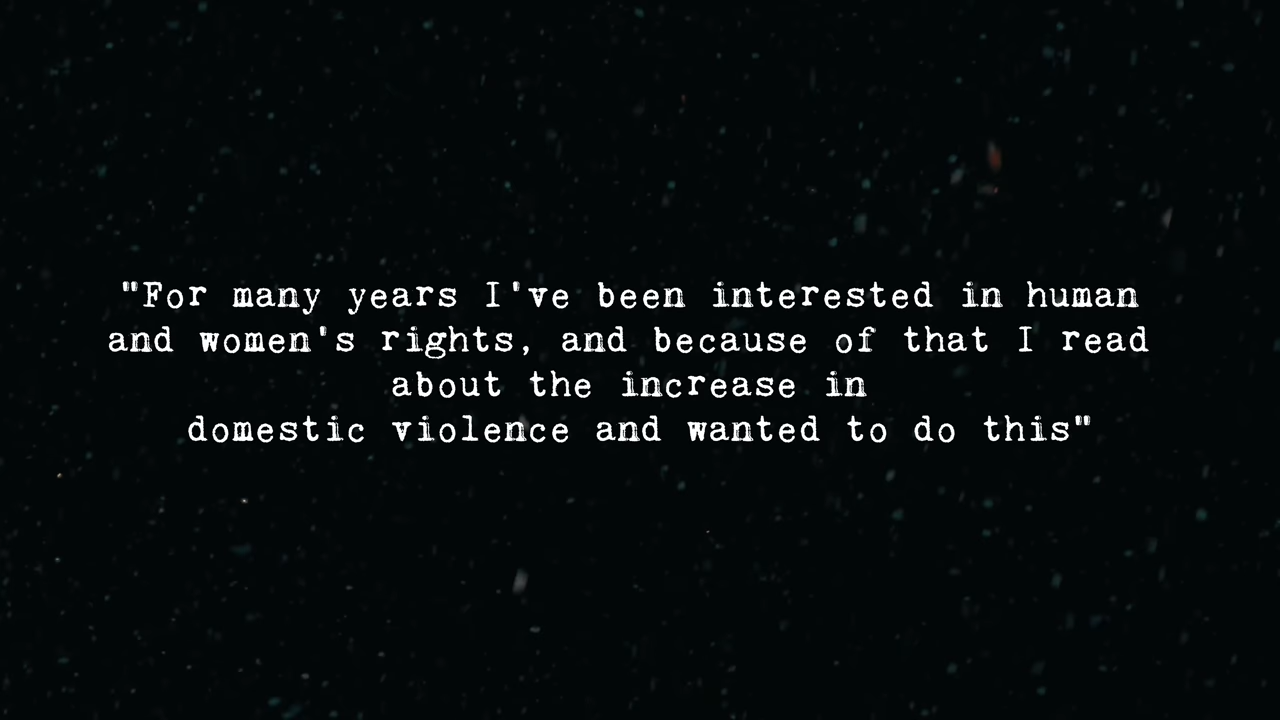 "For many years I've been interested in human
and women's rights, and because of that I read
about the increase in
domestic violence and wanted to do this"